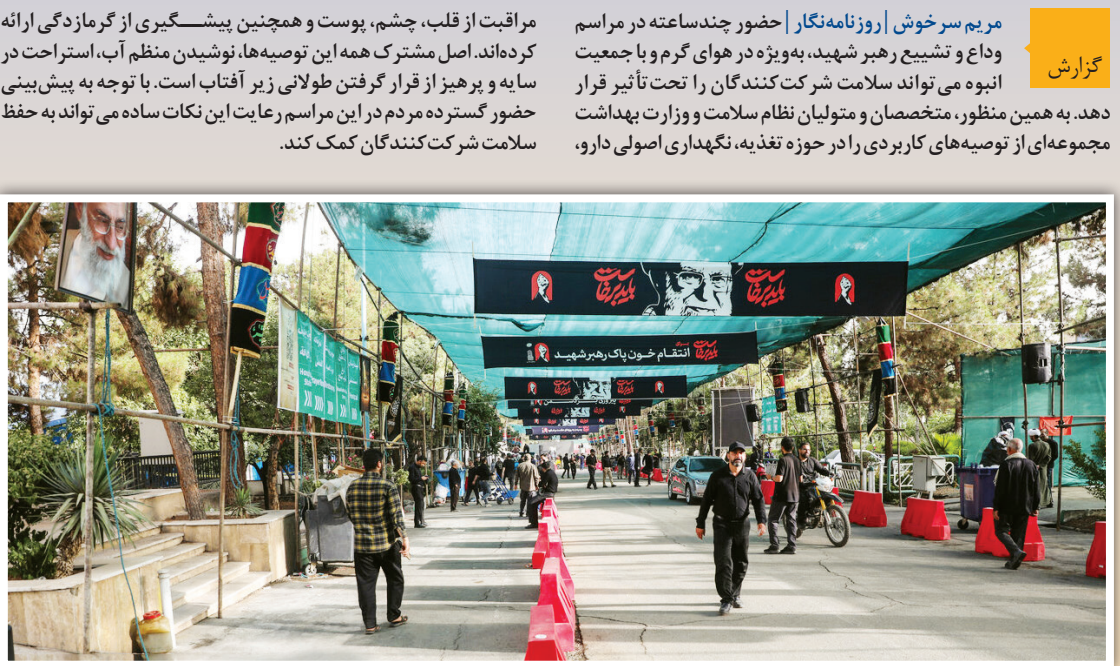 گزارش
مریم سرخوش | روزنامه‌نگار | حضور چندساعته در مراسم
وداع و تشییع رهبر شهید، به‌ویژه در هوای گرم و با جمعیت
انبوه می‌تواند سلامت شرکت‌کنندگان را تحت‌تأثیر قرار
دهد. به همین منظور، متخصصان و متولیان نظام سلامت و وزارت بهداشت
مجموعه‌ای از توصیه‌های کاربردی را در حوزه تغذیه، نگهداری اصولی دارو،
مراقبت از قلب، چشم، پوست و همچنین پیشگیری از گرمازدگی ارائه
کرده‌اند. اصل مشترک همه این توصیه‌ها، نوشیدن منظم آب، استراحت در
سایه و پرهیز از قرار گرفتن طولانی زیر آفتاب است. با توجه به پیش‌بینی
حضور گسترده مردم در این مراسم رعایت این نکات ساده می‌تواند به حفظ
سلامت شرکت‌کنندگان کمک کند.
باید برخاست باید برخاست
باید برخاست
انتقام خون پاک رهبر شهید